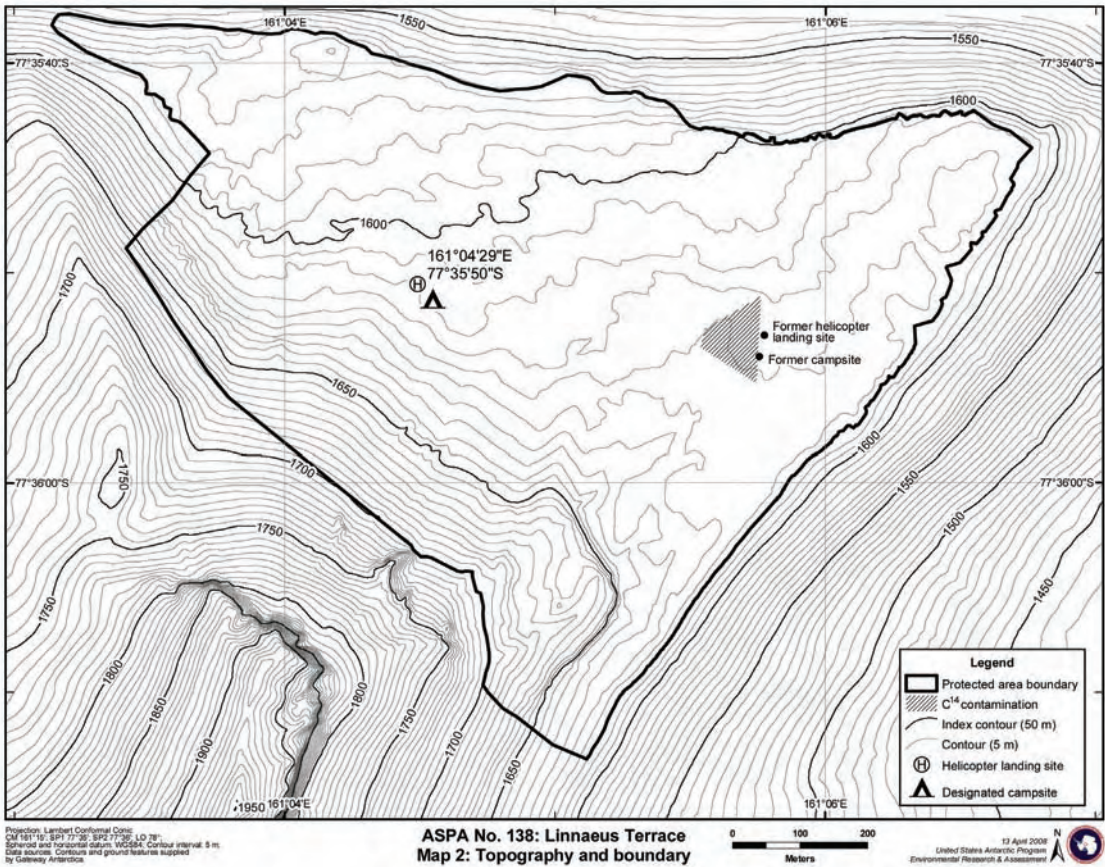 161°04'E
161°06'E
1550
1550
77°35'40"S
77°35'40"S
1600
1600
161°04'29"E
77°35'50"S
H
1700
Former helicopter
landing site
Former campsite
1650
1600
1700
1550
77°36'00"S
77°36'00"S
1750
1500
1750
1750
1450
1800
1800
1850
1750
1700
1900
1650
1950
161°04'E
161°06'E
Legend
Protected area boundary
C14 contamination
Index contour (50 m)
Contour (5 m)
H Helicopter landing site
Designated campsite
Projection: Lambert Conformal Conic
Spheroid and horizontal datum: WGS84; Contour interval: 5 m;
Data sources: Contours and ground features supplied
by Gateway Antarctica.
ASPA No. 138: Linnaeus Terrace
Map 2: Topography and boundary
0 100 200
Meters
13 April 2008
United States Antarctic Program
Environmental Research & Assessment
N